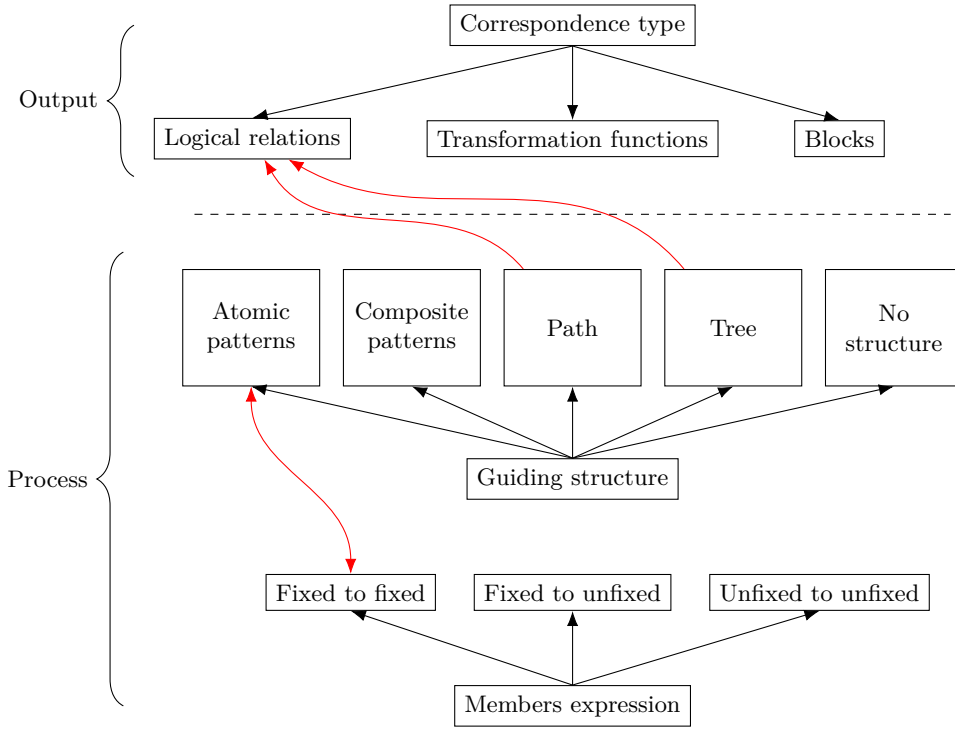 Correspondence type
Output
Logical relations
Transformation functions
Blocks
Atomic
patterns
Composite
patterns
Path
Tree
No
structure
Process
Guiding structure
Fixed to fixed
Fixed to unfixed
Unfixed to unfixed
Members expression